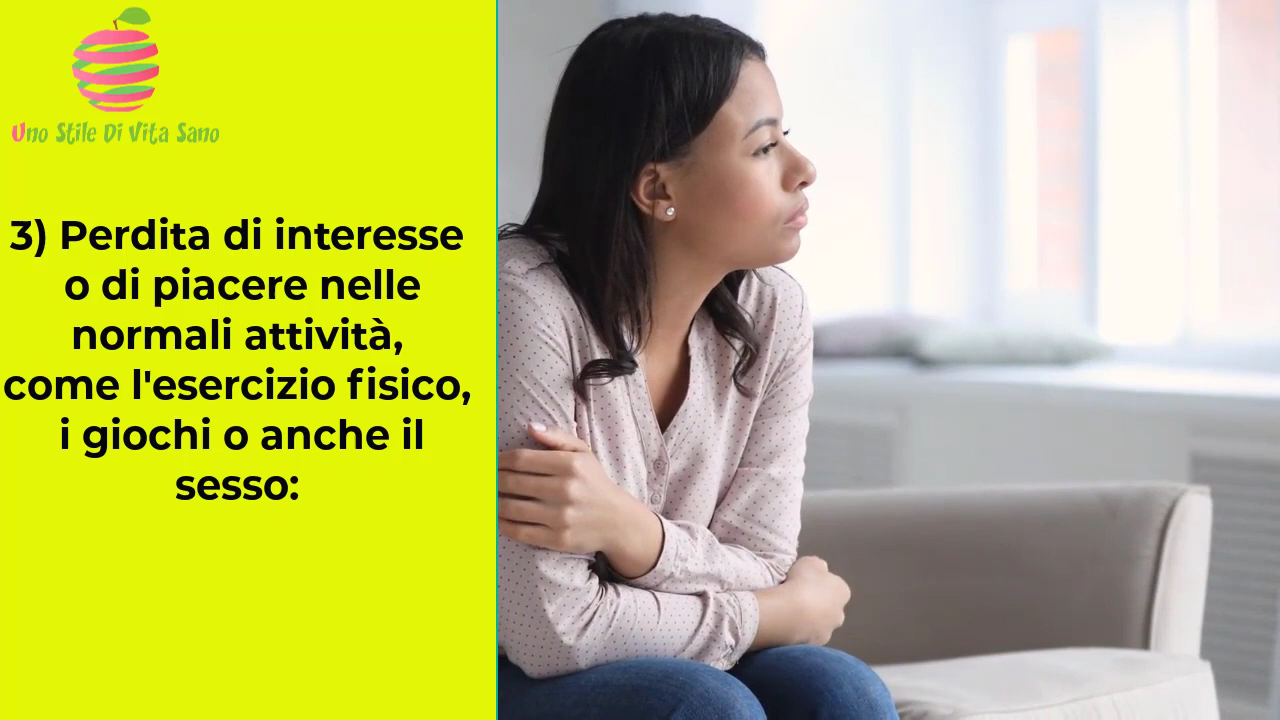 Uno Stile Di Vita Sano
3) Perdita di interesse
o di piacere nelle
normali attività,
come l'esercizio fisico,
i giochi o anche il
sesso: